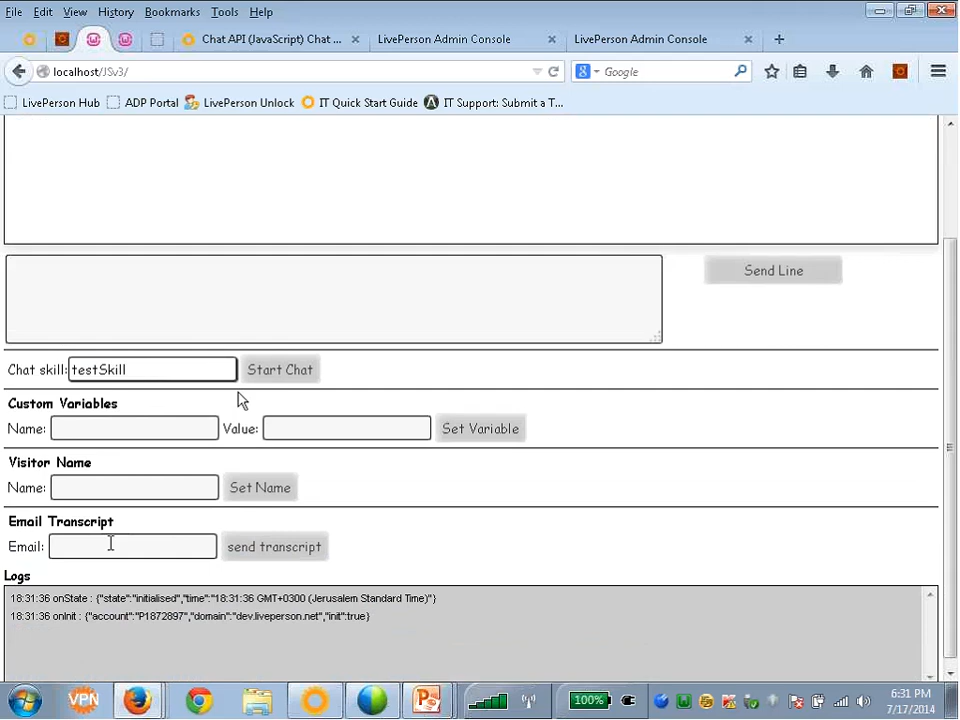 File Edit View History Bookmarks Tools Help
Chat API (JavaScript) Chat ... × LivePerson Admin Console × LivePerson Admin Console × +
localhost/JSv3/ Google
LivePerson Hub ADP Portal LivePerson Unlock IT Quick Start Guide IT Support: Submit a T...
Send Line
Chat skill: testSkill Start Chat
Custom Variables
Name: Value: Set Variable
Visitor Name
Name: Set Name
Email Transcript
Email: send transcript
Logs
18:31:36 onState : {"state":"initialised","time":"18:31:36 GMT+0300 (Jerusalem Standard Time)"}
18:31:36 onInit : {"account":"P1872897","domain":"dev.liveperson.net","init":true}
VPN 100% 6:31 PM
7/17/2014